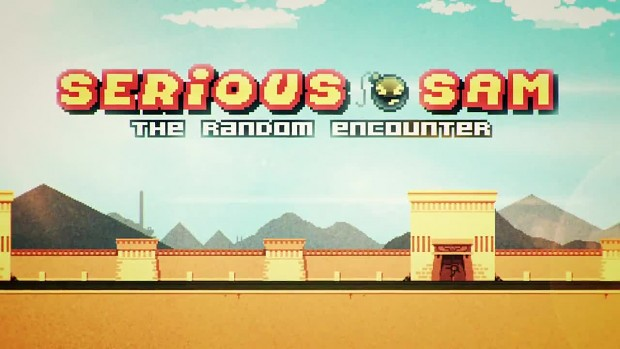 SERiOUS SAM
THE RANDOM ENCOUNTER